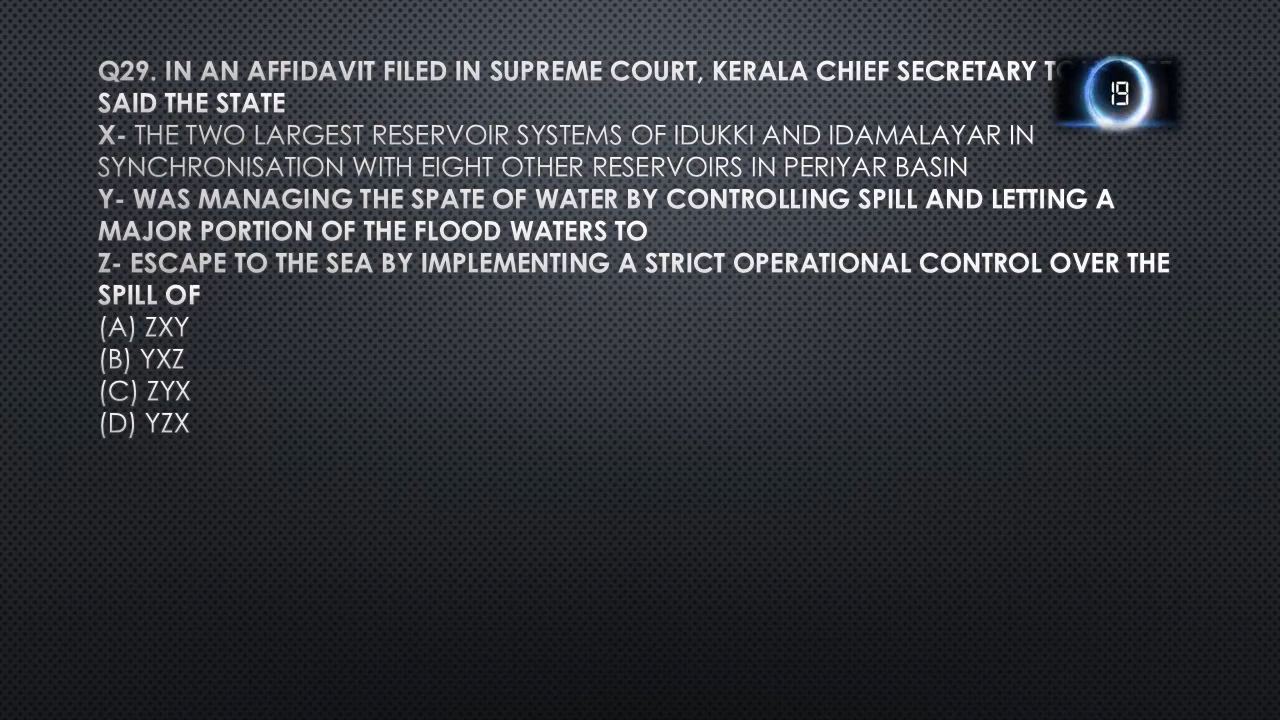 Q29. IN AN AFFIDAVIT FILED IN SUPREME COURT, KERALA CHIEF SECRETARY
SAID THE STATE
X- THE TWO LARGEST RESERVOIR SYSTEMS OF IDUKKI AND IDAMALAYAR IN
SYNCHRONISATION WITH EIGHT OTHER RESERVOIRS IN PERIYAR BASIN
Y- WAS MANAGING THE SPATE OF WATER BY CONTROLLING SPILL AND LETTING A
MAJOR PORTION OF THE FLOOD WATERS TO
Z- ESCAPE TO THE SEA BY IMPLEMENTING A STRICT OPERATIONAL CONTROL OVER THE
SPILL OF
(A) ZXY
(B) YXZ
(C) ZYX
(D) YZX
19